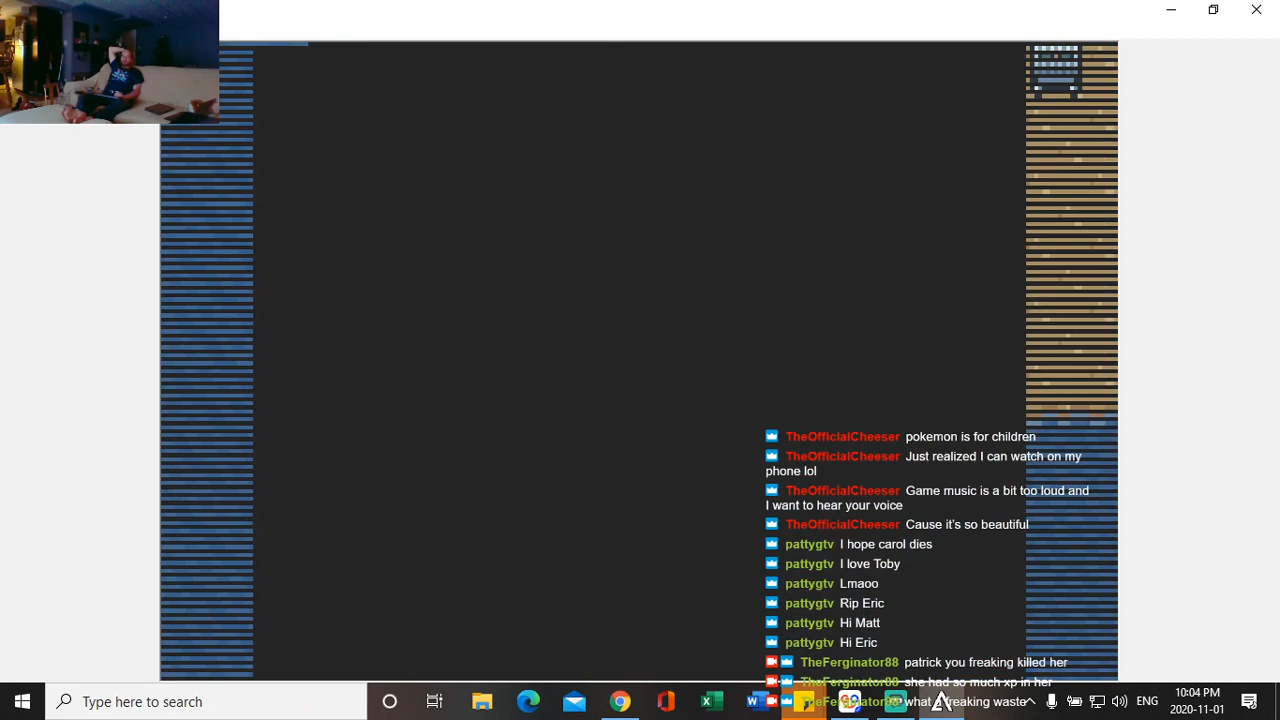 TheOfficialCheeser pokemon is for children
TheOfficialCheeser Just realized I can watch on my
phone lol
TheOfficialCheeser Game music is a bit too loud and
I want to hear your voice
TheOfficialCheeser Cause it's so beautiful
pattygtv I hope carol dies
pattygtv I love Toby
pattygtv Lmaoo
pattygtv Rip Eric
pattygtv Hi Matt
pattygtv Hi Eric
TheFerginator88 patrick you freaking killed her
TheFerginator88 she had so much xp in her
TheFerginator88 what a freaking waste
Type here to search
ENG
10:04 PM
2020-11-01